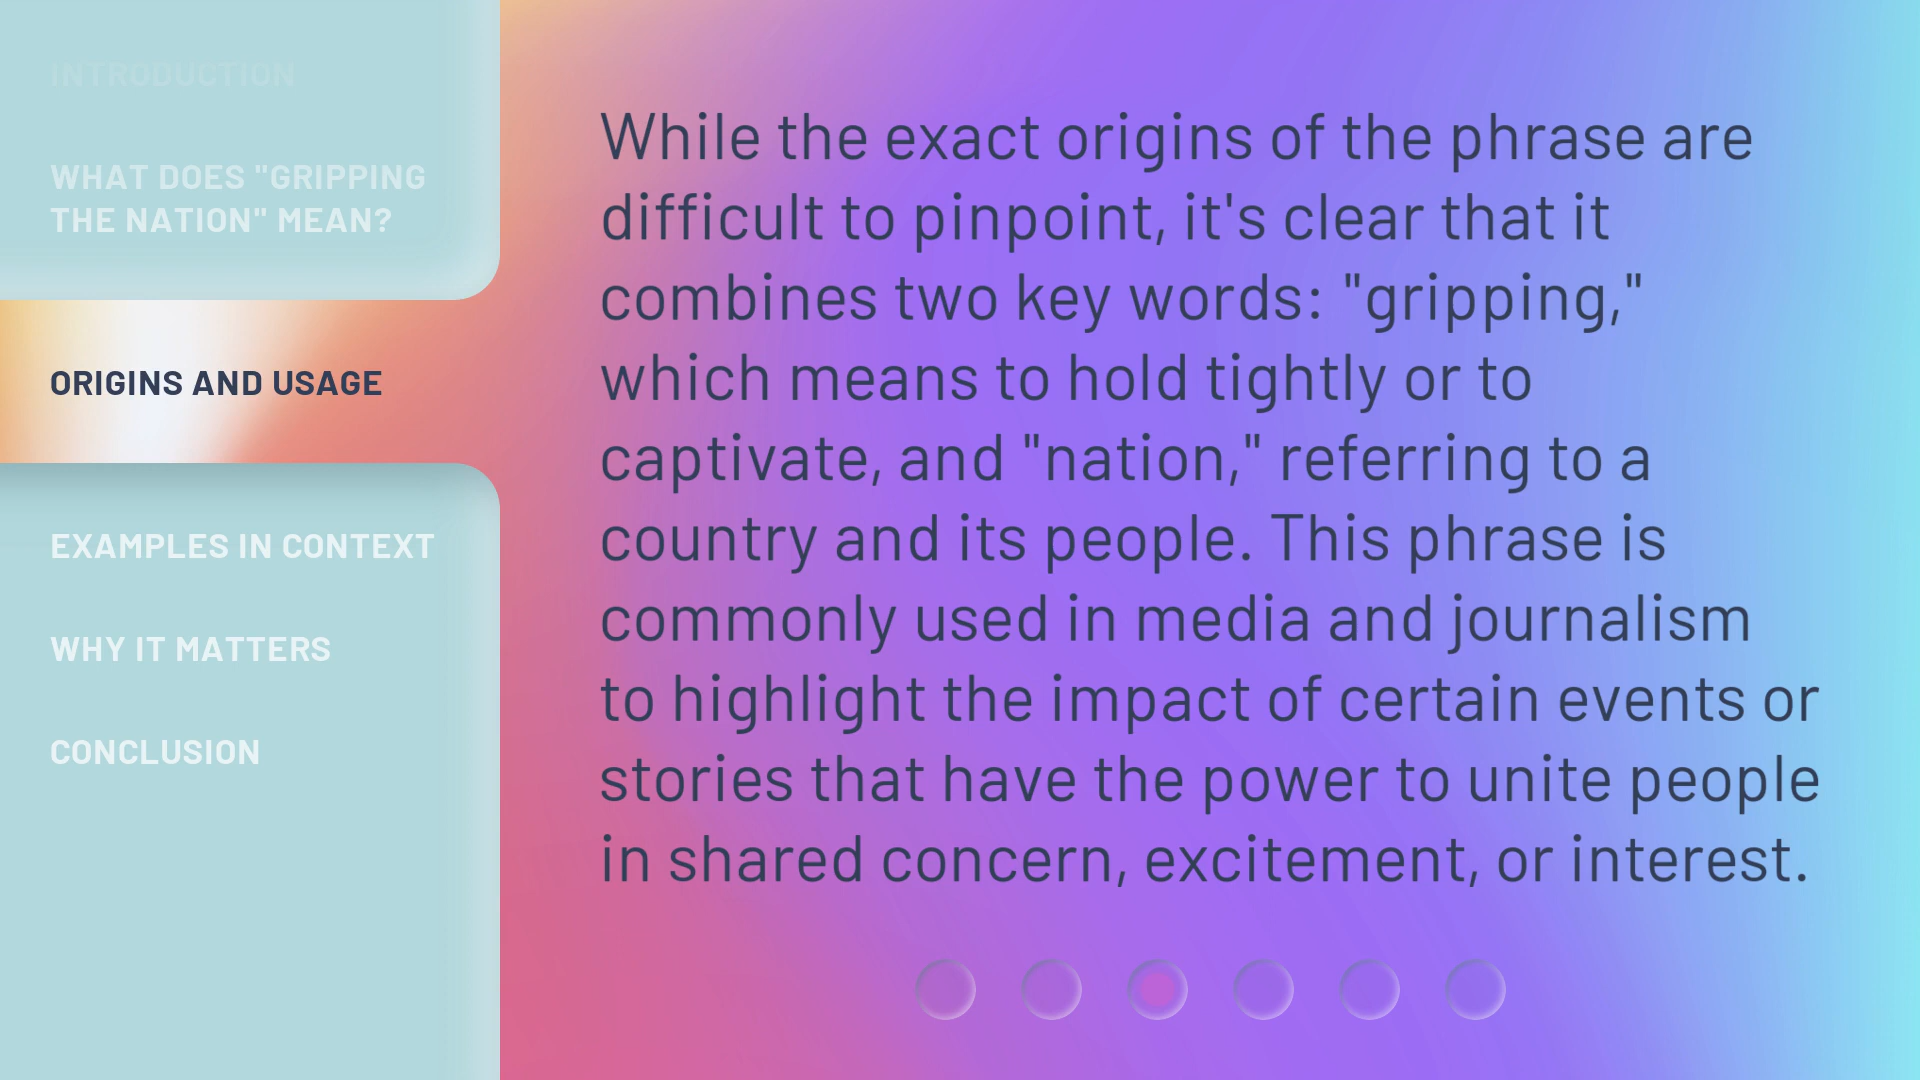 INTRODUCTION
WHAT DOES "GRIPPING
THE NATION" MEAN?
ORIGINS AND USAGE
EXAMPLES IN CONTEXT
WHY IT MATTERS
CONCLUSION
While the exact origins of the phrase are
difficult to pinpoint, it's clear that it
combines two key words: "gripping,"
which means to hold tightly or to
captivate, and "nation," referring to a
country and its people. This phrase is
commonly used in media and journalism
to highlight the impact of certain events or
stories that have the power to unite people
in shared concern, excitement, or interest.